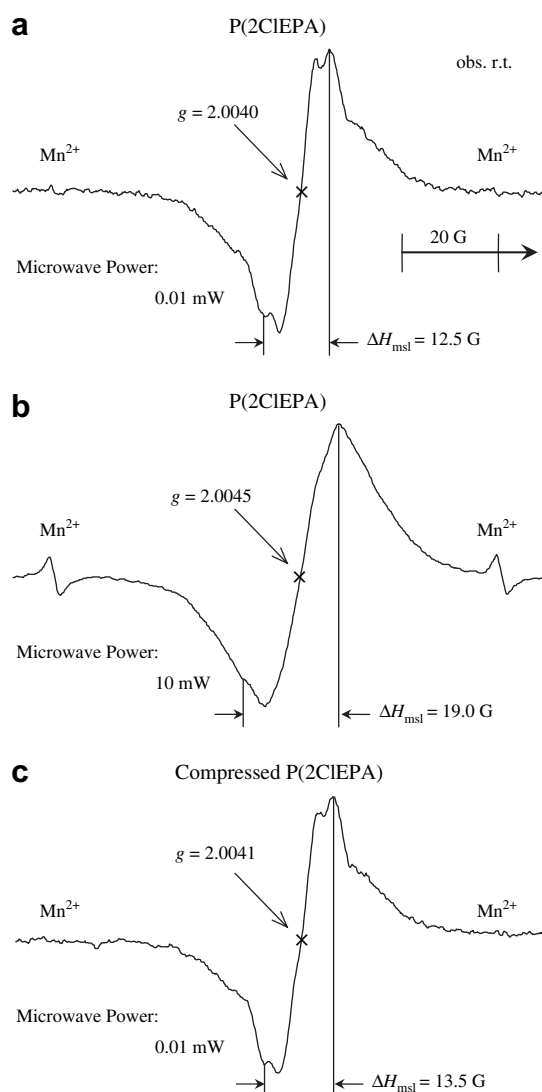 a
P(2ClEPA)
obs. r.t.
g = 2.0040
Mn2+
Mn2+
20 G
Microwave Power:
0.01 mW
ΔHmsl = 12.5 G
b
P(2ClEPA)
g = 2.0045
Mn2+
Mn2+
Microwave Power:
10 mW
ΔHmsl = 19.0 G
c
Compressed P(2ClEPA)
g = 2.0041
Mn2+
Mn2+
Microwave Power:
0.01 mW
ΔHmsl = 13.5 G